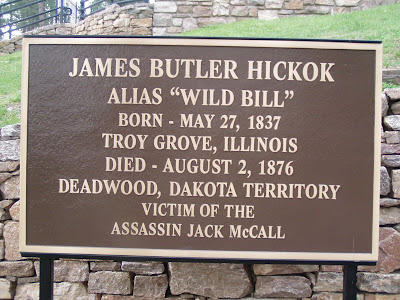 JAMES BUTLER HICKOK
ALIAS “WILD BILL”
BORN - MAY 27, 1837
TROY GROVE, ILLINOIS
DIED - AUGUST 2, 1876
DEADWOOD, DAKOTA TERRITORY
VICTIM OF THE
ASSASSIN JACK McCALL